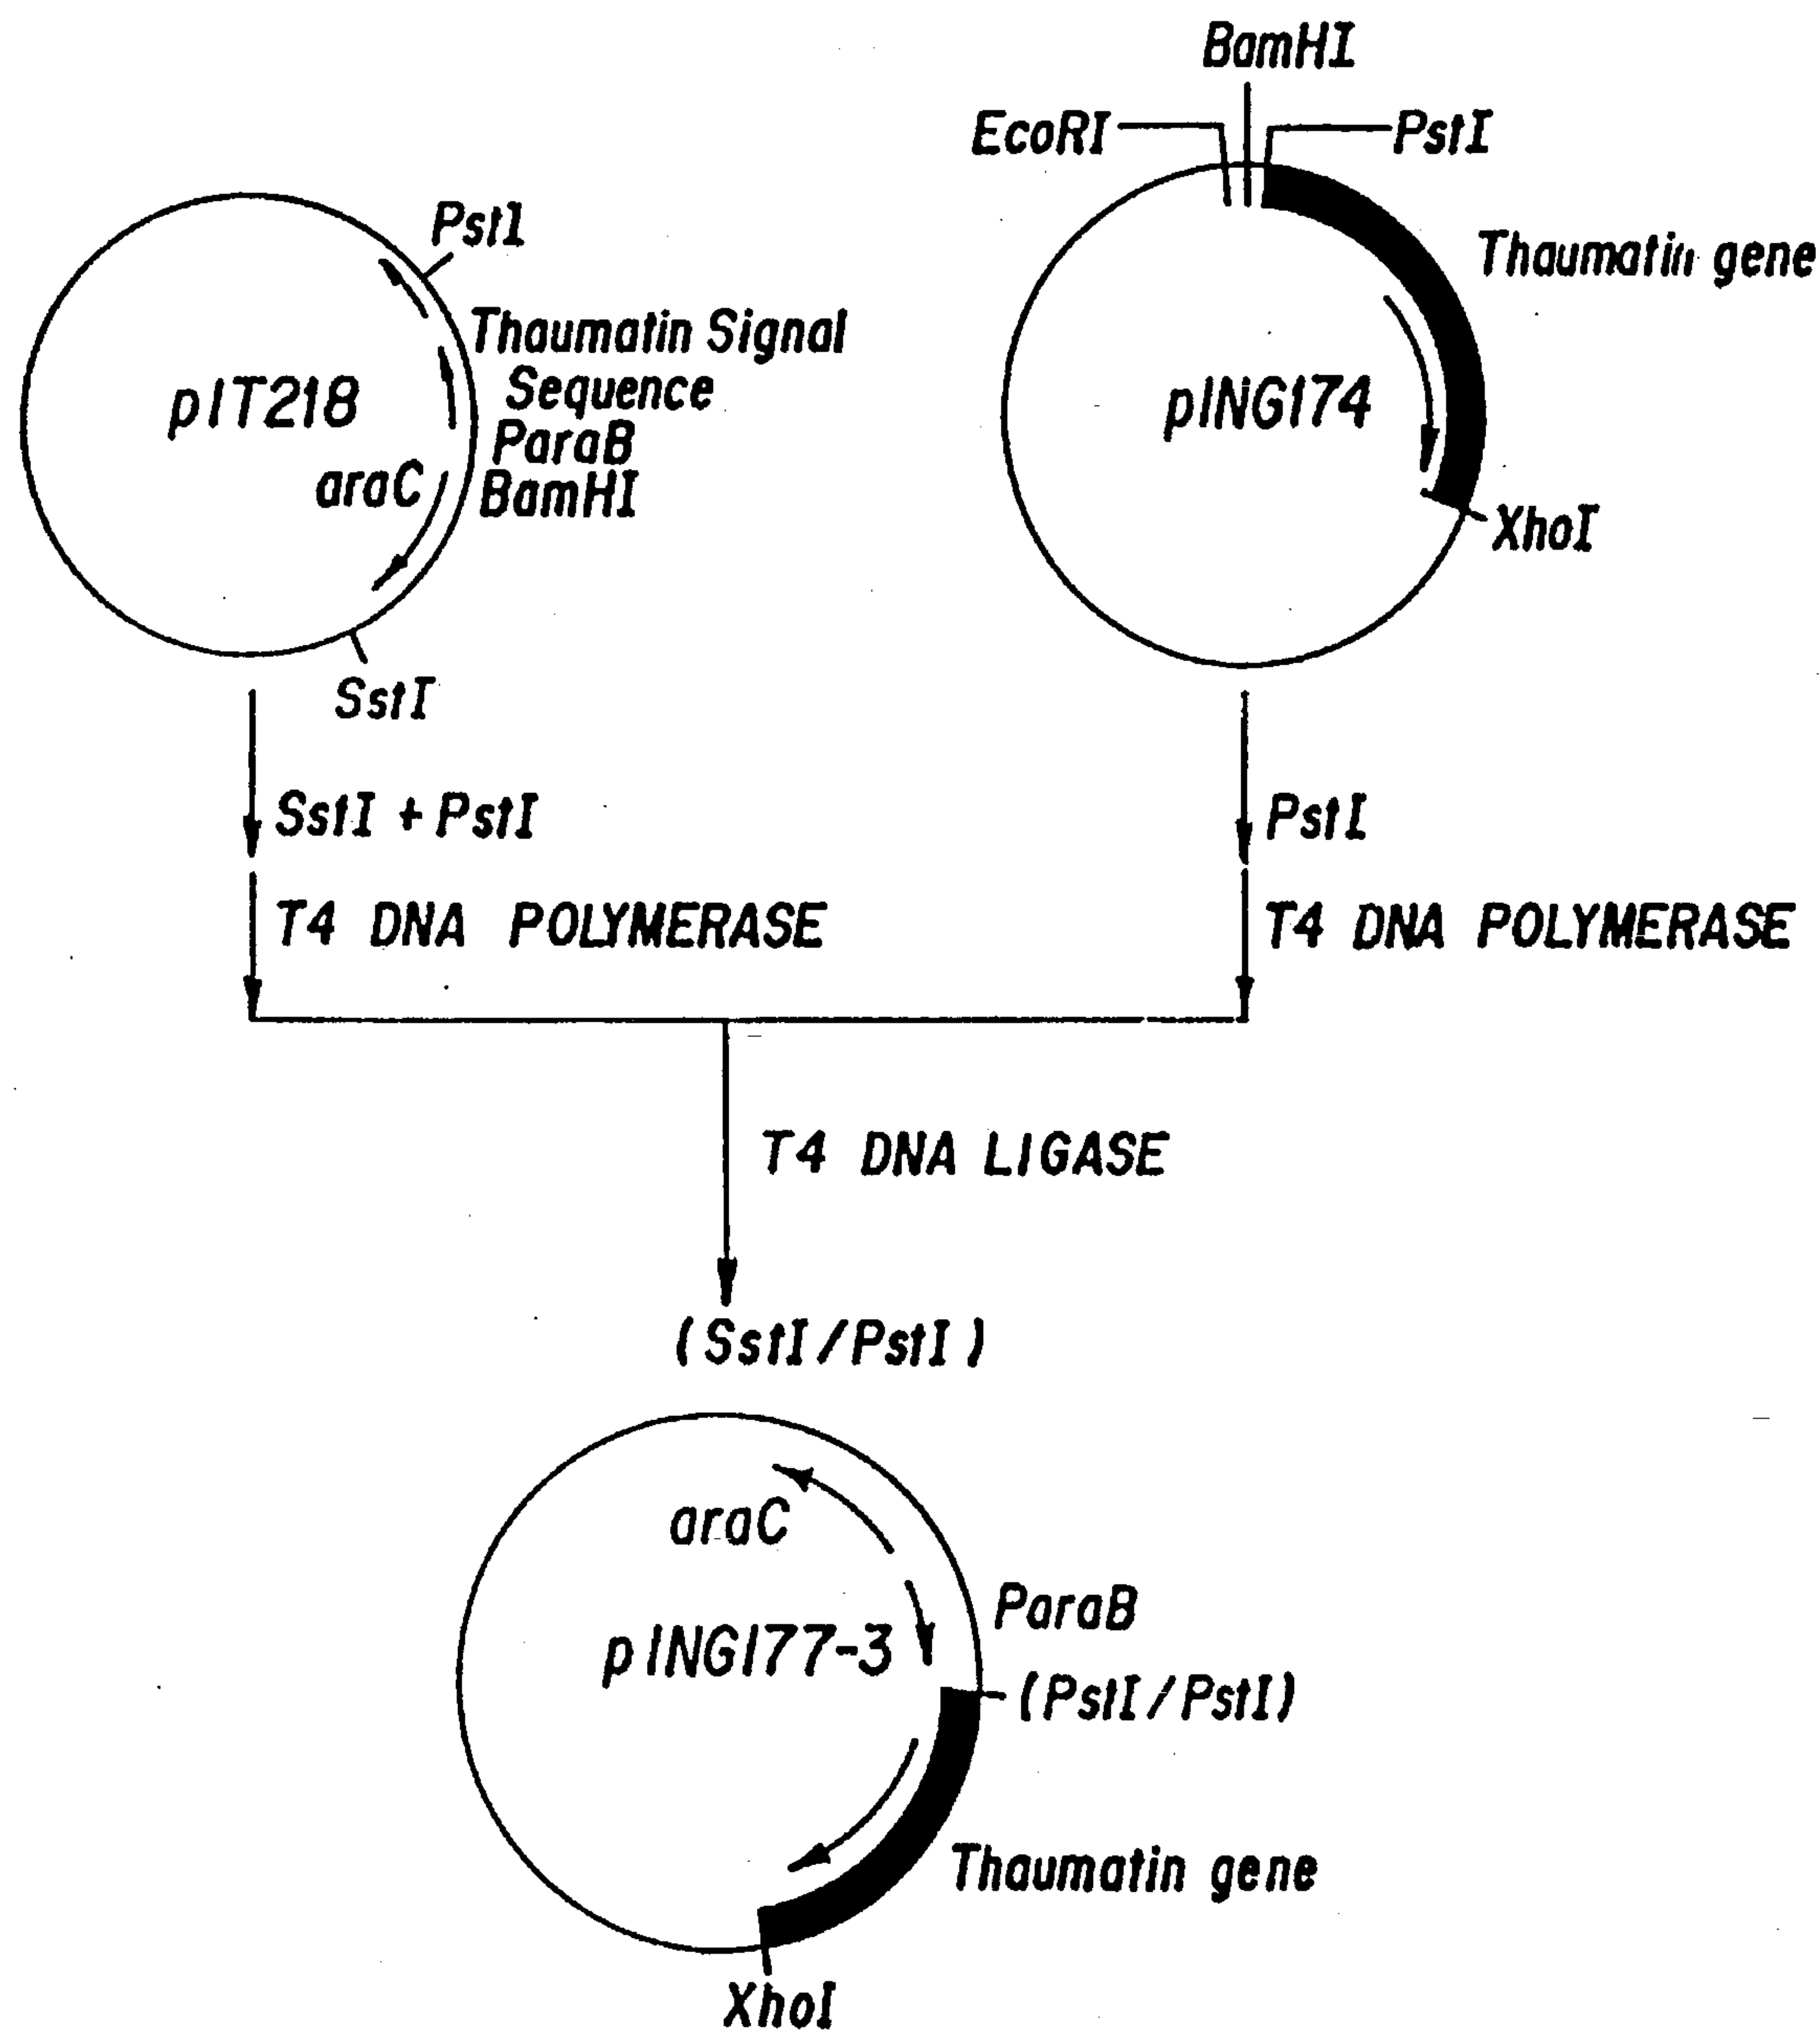 BamHI
EcoRI
PstI
PstI
Thaumatin gene
Thaumatin Signal
Sequence
pIT218
pING174
ParaB
araC
BamHI
XhoI
SstI
SstI + PstI
PstI
T4 DNA POLYMERASE
T4 DNA POLYMERASE
T4 DNA LIGASE
(SstI/PstI)
araC
ParaB
pING177-3
(PstI/PstI)
Thaumatin gene
XhoI